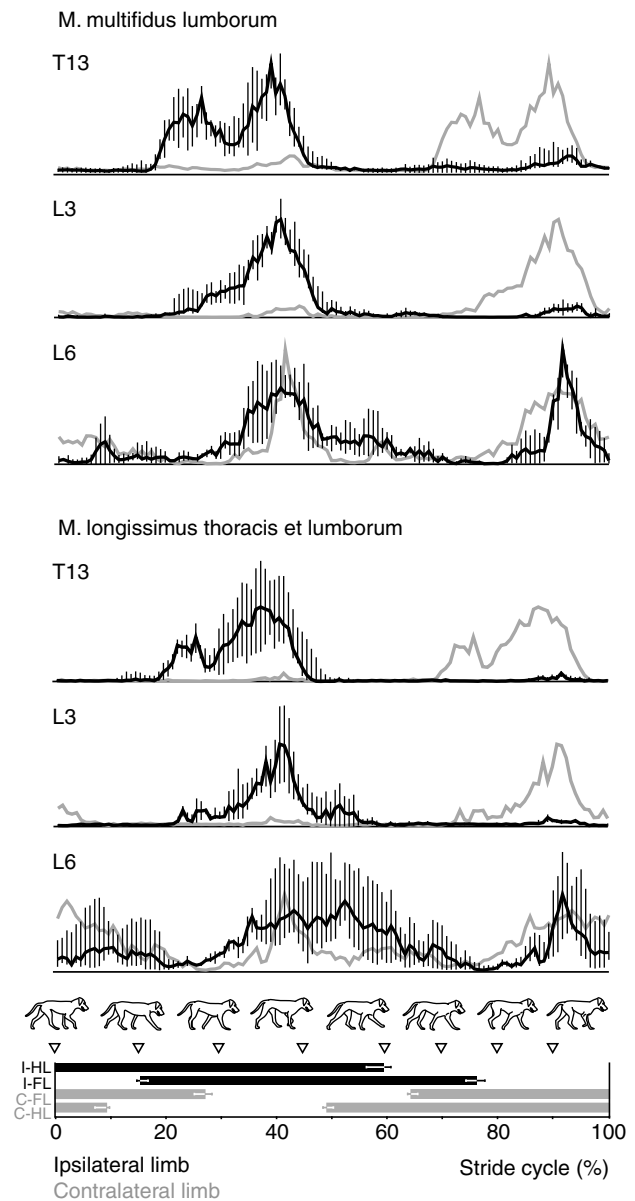 M. multifidus lumborum
T13
L3
L6
M. longissimus thoracis et lumborum
T13
L3
L6
I-HL
I-FL
C-FL
C-HL
0 20 40 60 80 100
Ipsilateral limb Stride cycle (%)
Contralateral limb